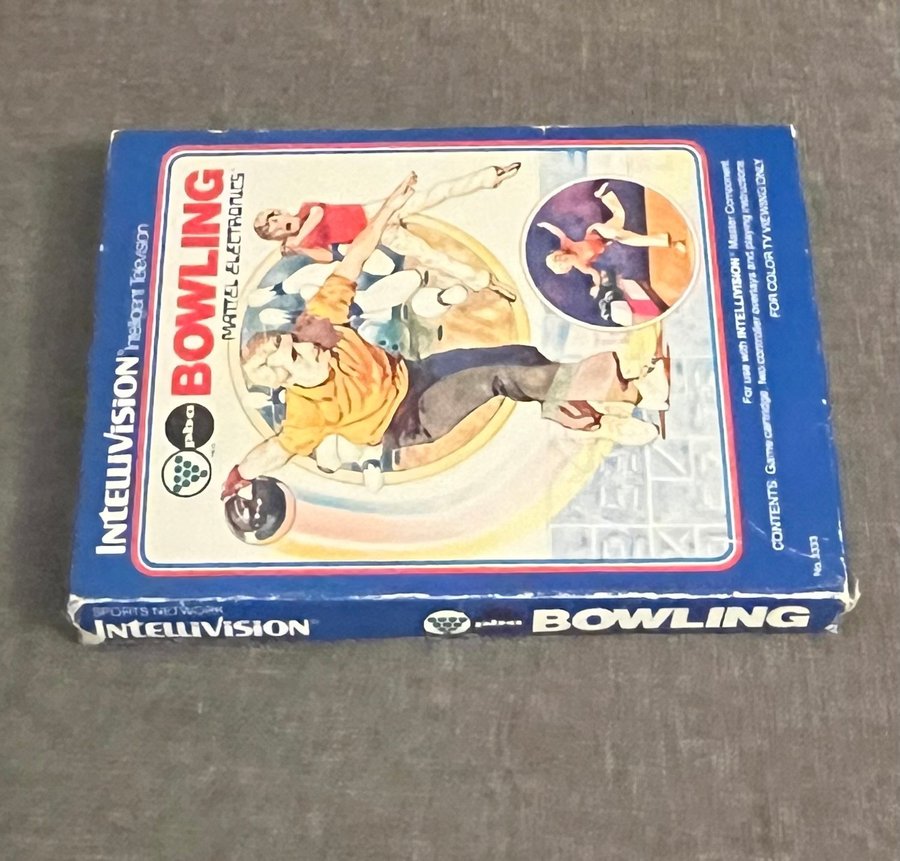 INTELLIVISION® Intelligent Television
pba
BOWLING
MATTEL ELECTRONICS®
For use with INTELLIVISION® Master Component
CONTENTS: Game cartridge, two controller overlays and playing instructions
FOR COLOR TV VIEWING ONLY
No. 3333
SPORTS NETWORK
INTELLIVISION®
pba BOWLING